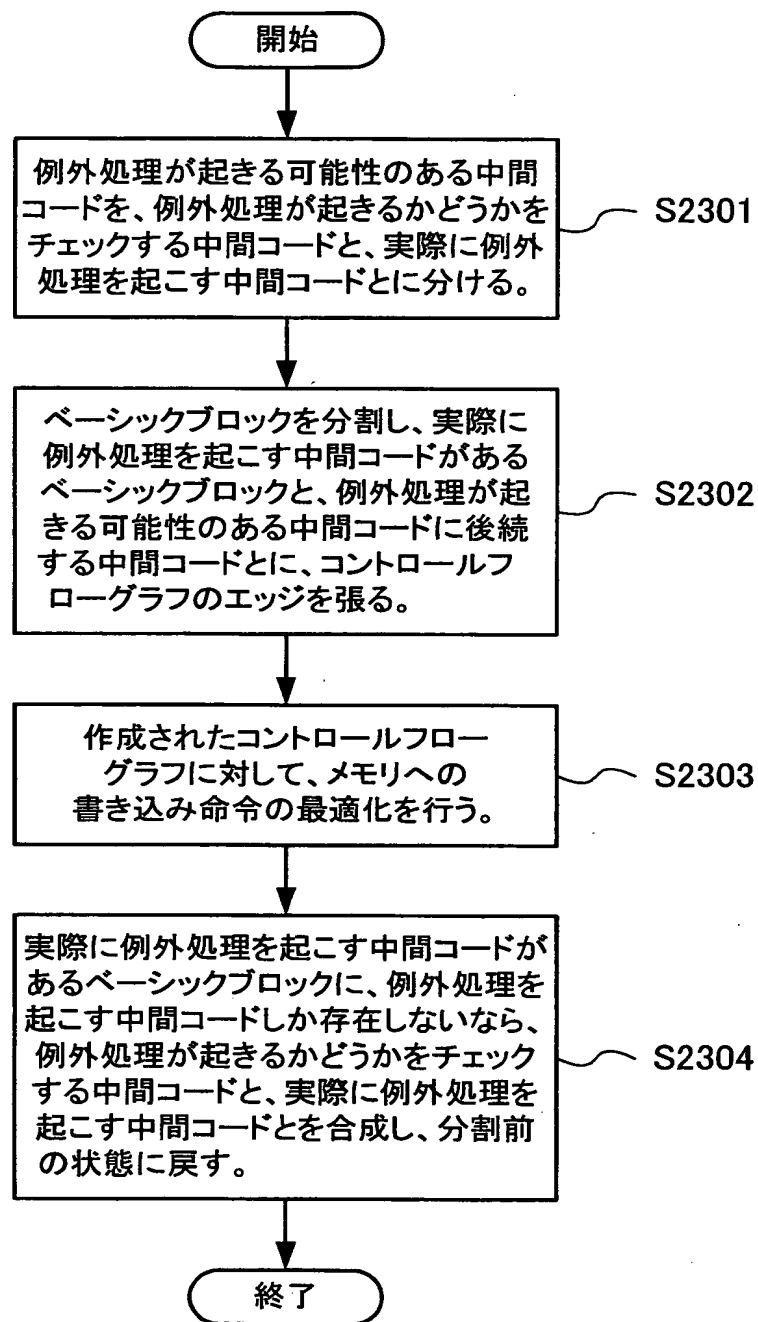 開始
例外処理が起きる可能性のある中間
コードを、例外処理が起きるかどうかを
チェックする中間コードと、実際に例外
処理を起こす中間コードとに分ける。
S2301
ベーシックブロックを分割し、実際に
例外処理を起こす中間コードがある
ベーシックブロックと、例外処理が起
きる可能性のある中間コードに後続
する中間コードとに、コントロールフ
ローグラフのエッジを張る。
S2302
作成されたコントロールフロー
グラフに対して、メモリへの
書き込み命令の最適化を行う。
S2303
実際に例外処理を起こす中間コードが
あるベーシックブロックに、例外処理を
起こす中間コードしか存在しないなら、
例外処理が起きるかどうかをチェック
する中間コードと、実際に例外処理を
起こす中間コードとを合成し、分割前
の状態に戻す。
S2304
終了